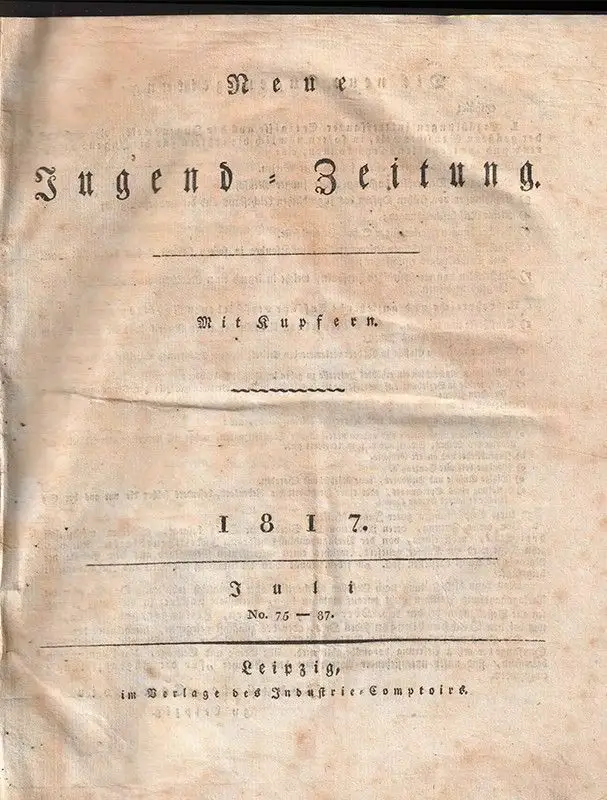 Neue
Jugend-Zeitung.
Mit Kupfern.
1817.
Juli
No. 75 — 87.
Leipzig,
im Verlage des Industrie-Comptoirs.